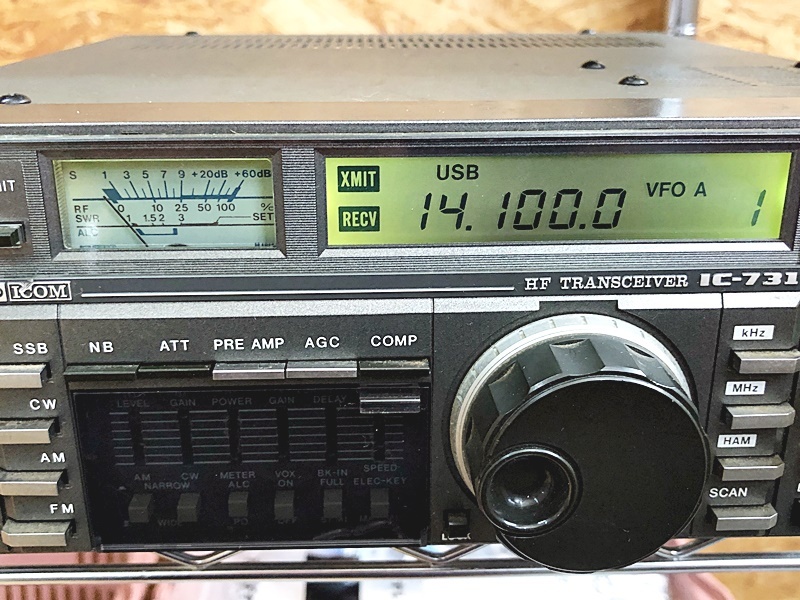 S 1 3 5 7 9 +20dB +60dB
RF 0 10 25 50 100 %
SWR 1 1.5 2 3 SET
ALC
XMIT
RECV
USB
14.100.0
VFO A
1
ICOM
HF TRANSCEIVER IC-731
SSB
CW
AM
FM
NB ATT PRE AMP AGC COMP
LEVEL GAIN POWER GAIN DELAY
AM CW
NARROW
METER
ALC
VOX
ON
BK-IN
FULL
SPEED
ELEC-KEY
LOCK
kHz
MHz
HAM
SCAN